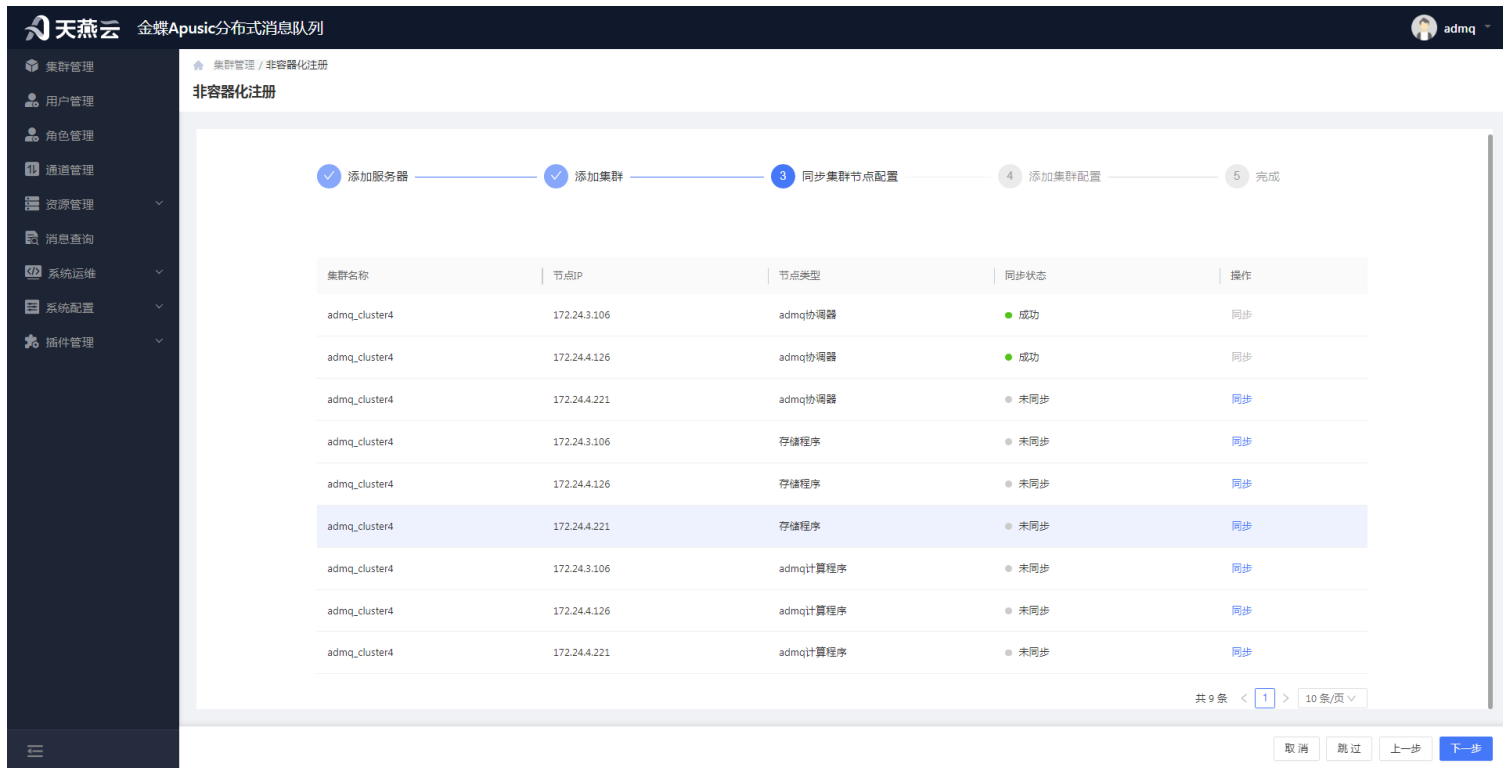 天燕云 金蝶Apusic分布式消息队列 admq
集群管理
用户管理
角色管理
通道管理
资源管理
消息查询
系统运维
系统配置
插件管理
集群管理 / 非容器化注册
非容器化注册
添加服务器 添加集群 3 同步集群节点配置 4 添加集群配置 5 完成
集群名称 节点IP 节点类型 同步状态 操作
admq_cluster4 172.24.3.106 admq协调器 成功 同步
admq_cluster4 172.24.4.126 admq协调器 成功 同步
admq_cluster4 172.24.4.221 admq协调器 未同步 同步
admq_cluster4 172.24.3.106 存储程序 未同步 同步
admq_cluster4 172.24.4.126 存储程序 未同步 同步
admq_cluster4 172.24.4.221 存储程序 未同步 同步
admq_cluster4 172.24.3.106 admq计算程序 未同步 同步
admq_cluster4 172.24.4.126 admq计算程序 未同步 同步
admq_cluster4 172.24.4.221 admq计算程序 未同步 同步
共 9 条 < 1 > 10 条/页
取消 跳过 上一步 下一步